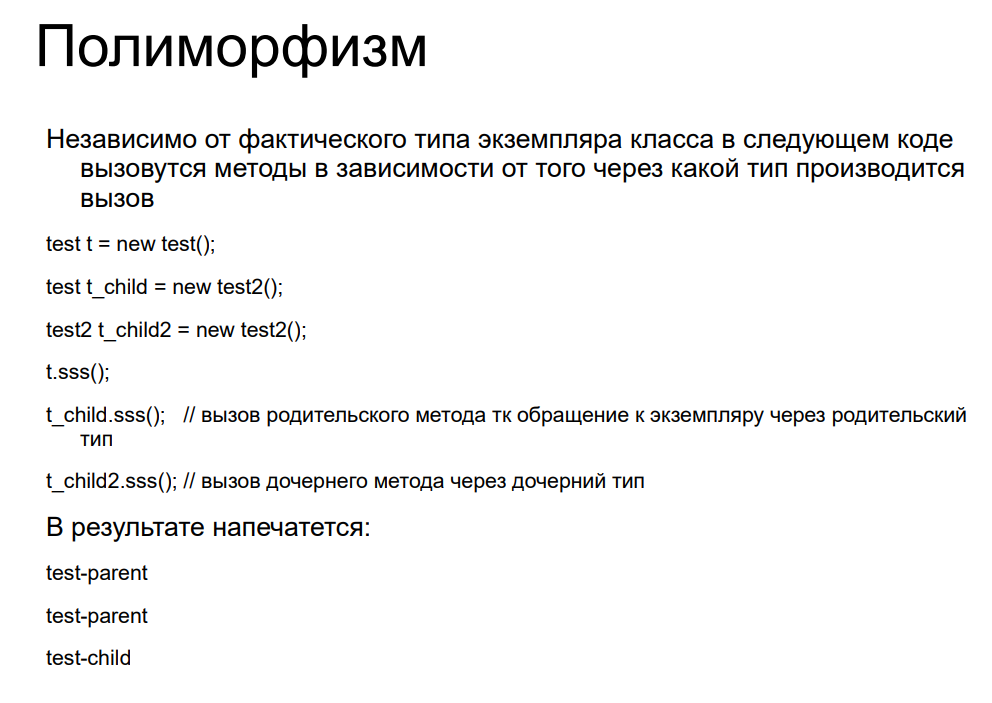 Полиморфизм
Независимо от фактического типа экземпляра класса в следующем коде
вызовутся методы в зависимости от того через какой тип производится
вызов
test t = new test();
test t_child = new test2();
test2 t_child2 = new test2();
t.sss();
t_child.sss();   // вызов родительского метода тк обращение к экземпляру через родительский
тип
t_child2.sss(); // вызов дочернего метода через дочерний тип
В результате напечатется:
test-parent
test-parent
test-child